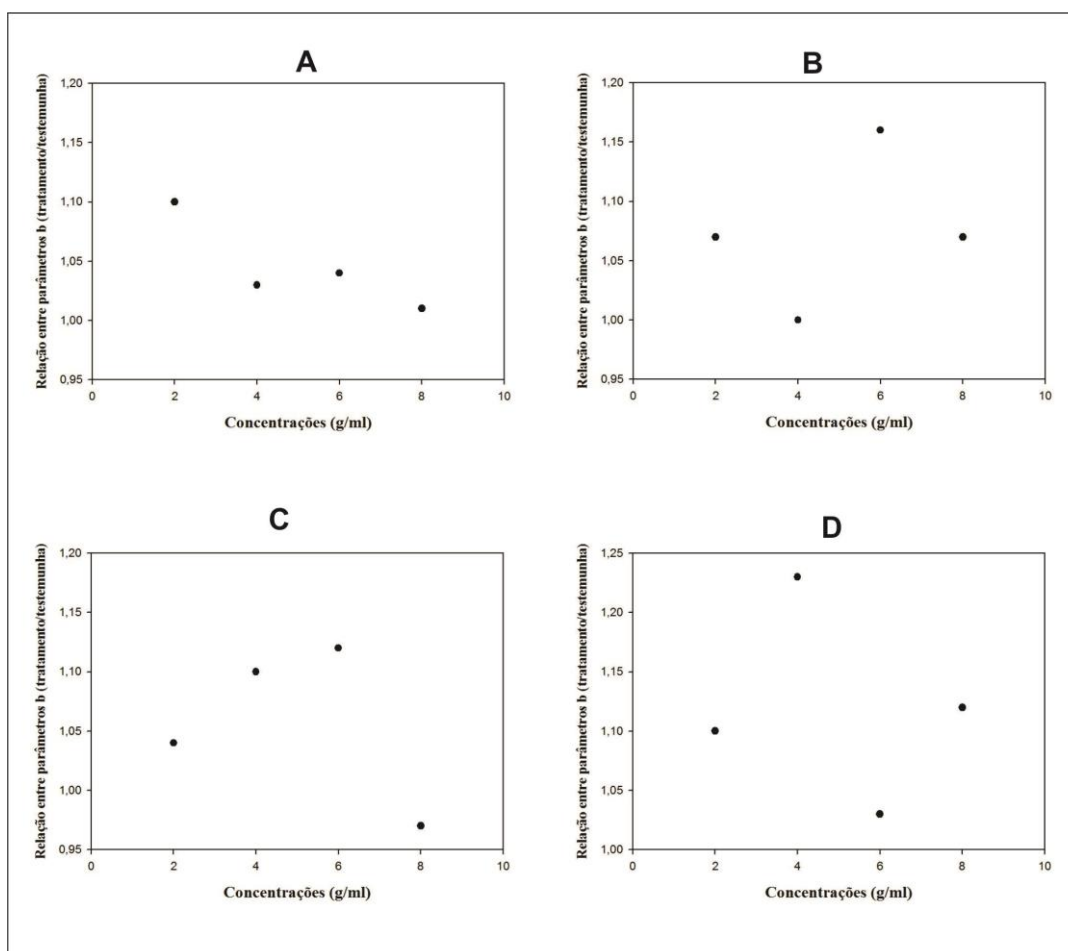 A
Relação entre parâmetros b (tratamento/testemunha)
1,20
1,15
1,10
1,05
1,00
0,95
0 2 4 6 8 10
Concentrações (g/ml)
B
Relação entre parâmetros b (tratamento/testemunha)
1,20
1,15
1,10
1,05
1,00
0,95
0 2 4 6 8 10
Concentrações (g/ml)
C
Relação entre parâmetros b (tratamento/testemunha)
1,20
1,15
1,10
1,05
1,00
0,95
0 2 4 6 8 10
Concentrações (g/ml)
D
Relação entre parâmetros b (tratamento/testemunha)
1,25
1,20
1,15
1,10
1,05
1,00
0 2 4 6 8 10
Concentrações (g/ml)